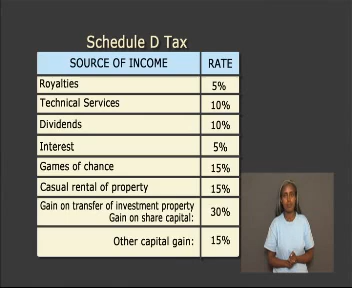 Schedule D Tax
SOURCE OF INCOME RATE
Royalties 5%
Technical Services 10%
Dividends 10%
Interest 5%
Games of chance 15%
Casual rental of property 15%
Gain on transfer of investment property
Gain on share capital: 30%
Other capital gain: 15%